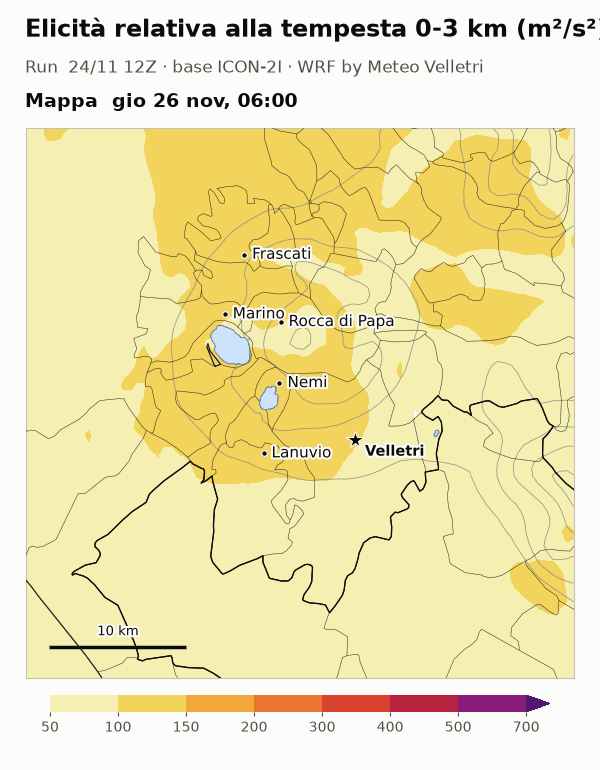 Elicità relativa alla tempesta 0-3 km (m²/s²)
Run  24/11 12Z · base ICON-2I · WRF by Meteo Velletri
Mappa  gio 26 nov, 06:00
Frascati
Marino
Rocca di Papa
Nemi
Velletri
Lanuvio
10 km
50 100 150 200 300 400 500 700